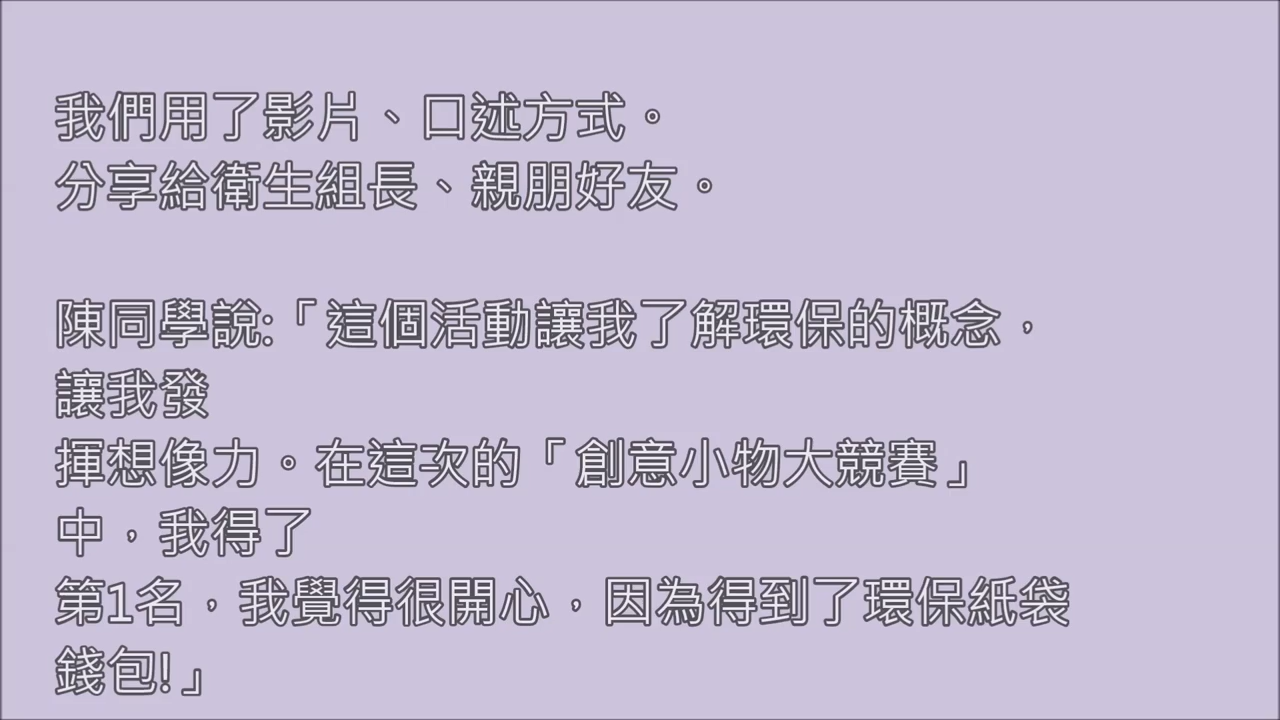 我們用了影片、口述方式。
分享給衛生組長、親朋好友。
陳同學說:「這個活動讓我了解環保的概念，
讓我發
揮想像力。在這次的「創意小物大競賽」
中，我得了
第1名，我覺得很開心，因為得到了環保紙袋
錢包!」